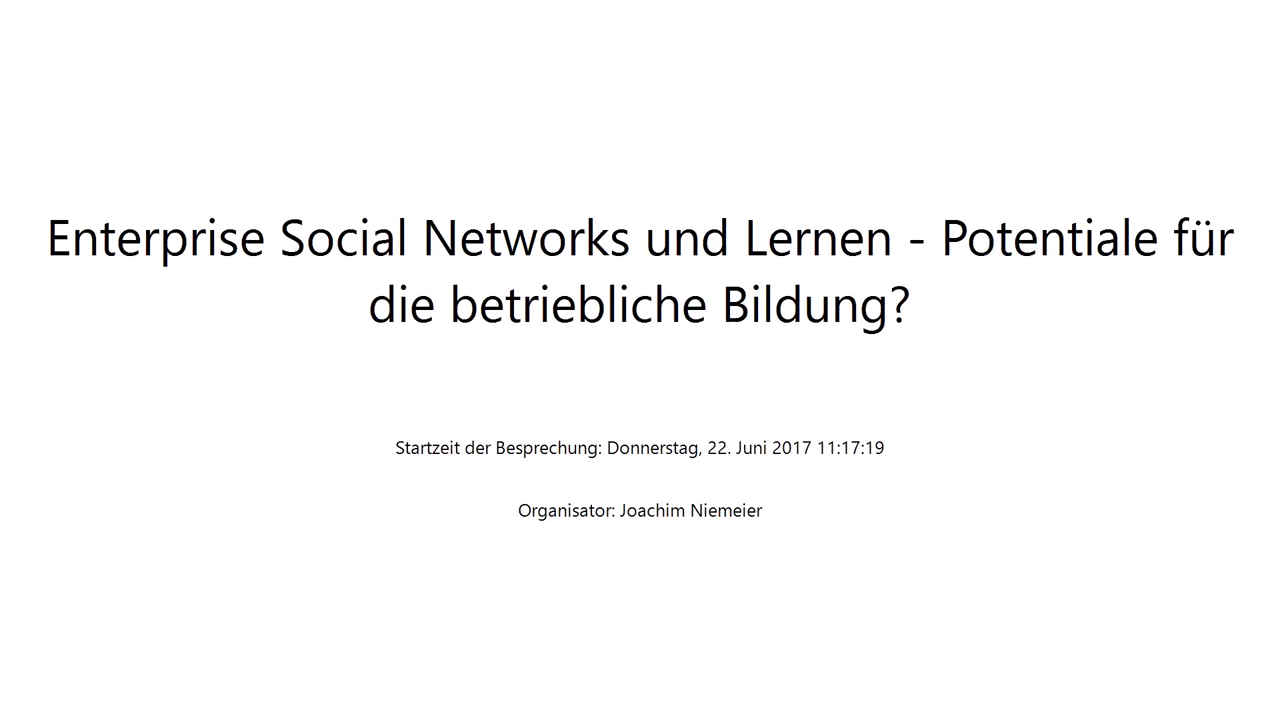 Enterprise Social Networks und Lernen - Potentiale für
die betriebliche Bildung?
Startzeit der Besprechung: Donnerstag, 22. Juni 2017 11:17:19
Organisator: Joachim Niemeier